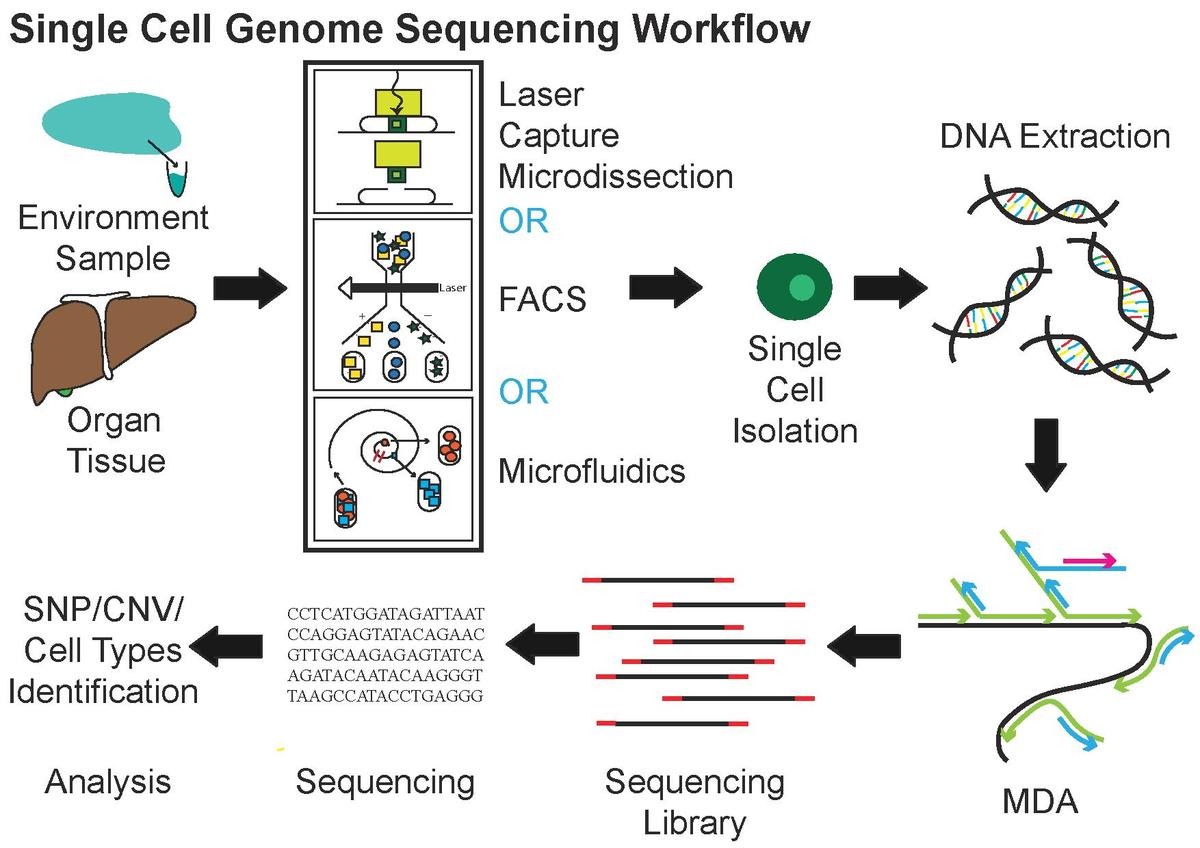 Single Cell Genome Sequencing Workflow
Environment
Sample
Organ
Tissue
Laser
Capture
Microdissection
OR
FACS
OR
Microfluidics
Laser
+
−
Single
Cell
Isolation
DNA Extraction
MDA
Sequencing
Library
CCTCATGGATAGATTAAT
CCAGGAGTATACAGAAC
GTTGCAAGAGAGTATCA
AGATACAATACAAGGGT
TAAGCCATACCTGAGGG
Sequencing
SNP/CNV/
Cell Types
Identification
Analysis